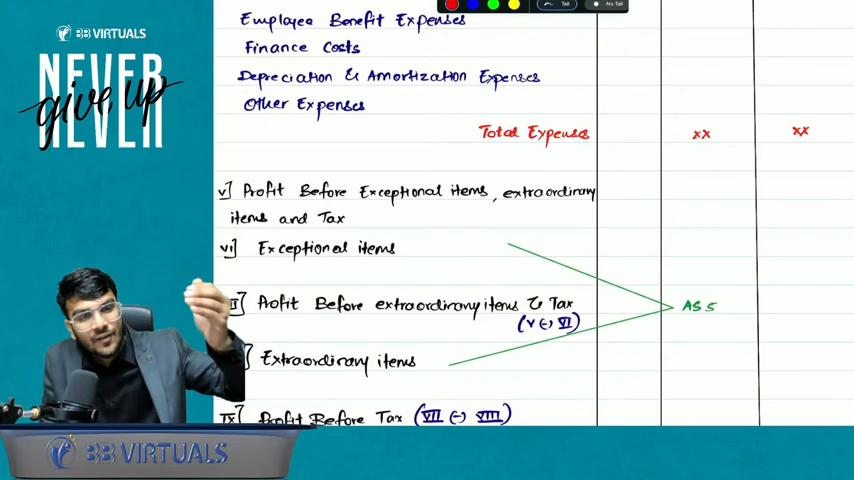 BB VIRTUALS
NEVER
give up
NEVER
Tail
No Tail
Employee Benefit Expenses
Finance Costs
Depreciation & Amortization Expenses
Other Expenses
Total Expenses xx xx
V] Profit Before Exceptional items, extraordinary
items and Tax
VI] Exceptional items
II] Profit Before extraordinary items & Tax
(V (-) VI)
AS 5
] Extraordinary items
IX] Profit Before Tax (VII (-) VIII)
BB VIRTUALS